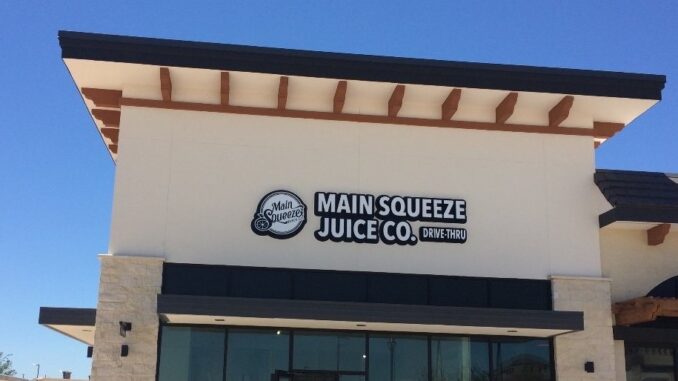 Main
Squeeze
MAIN SQUEEZE
JUICE CO. DRIVE-THRU